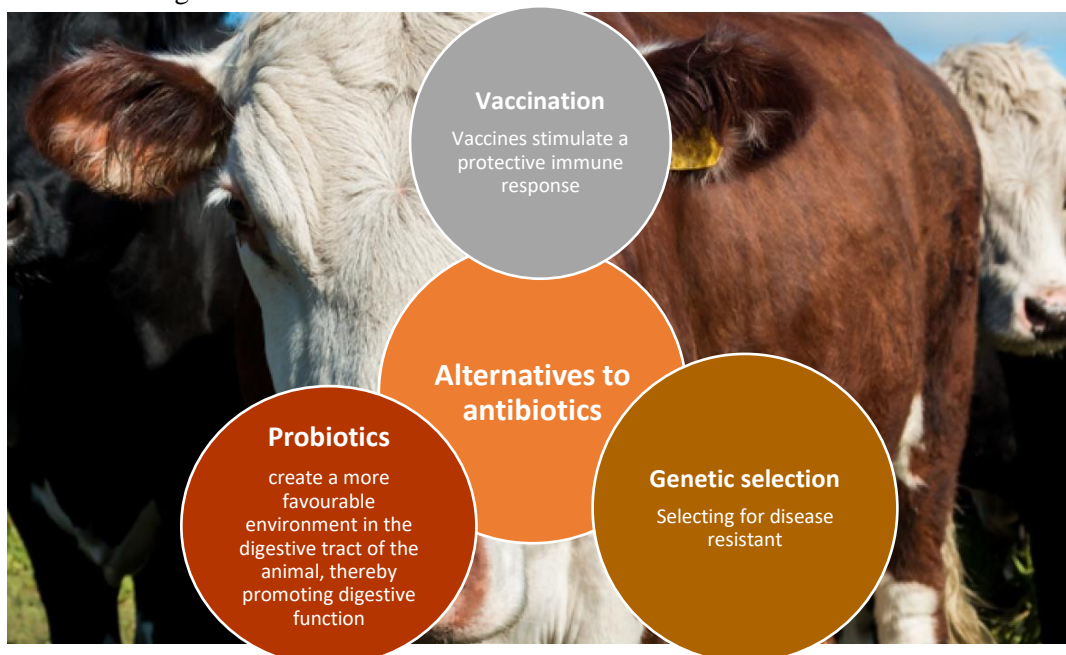 Vaccination
Vaccines stimulate a
protective immune
response
Alternatives to
antibiotics
Probiotics
create a more
favourable
environment in the
digestive tract of the
animal, thereby
promoting digestive
function
Genetic selection
Selecting for disease
resistant